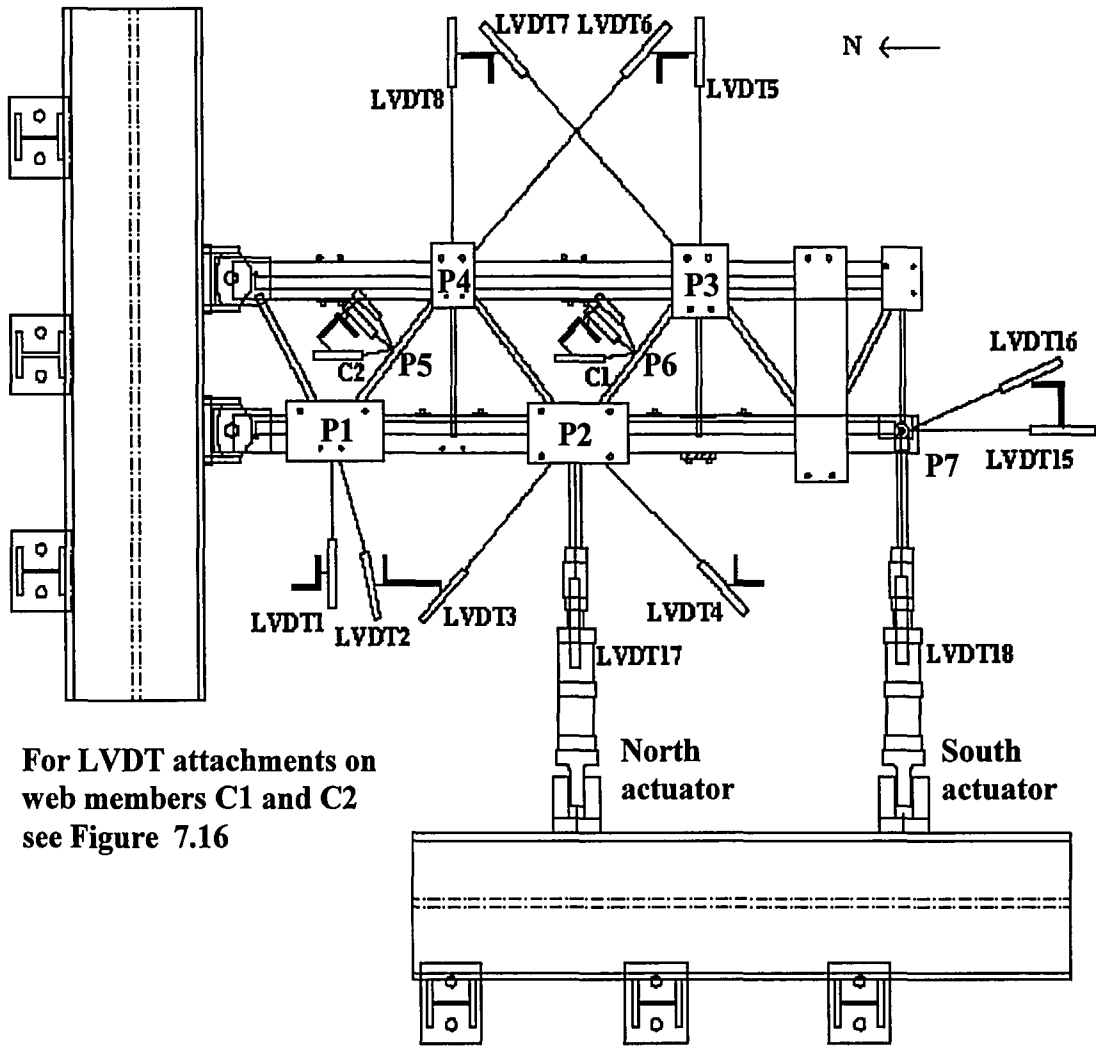 LVDT7 LVDT6
N
LVDT8
LVDT5
P4
P3
C2
P5
C1
P6
LVDT16
P1
P2
P7
LVDT15
LVDT1
LVDT2
LVDT3
LVDT4
LVDT17
LVDT18
For LVDT attachments on
web members C1 and C2
see Figure 7.16
North
actuator
South
actuator